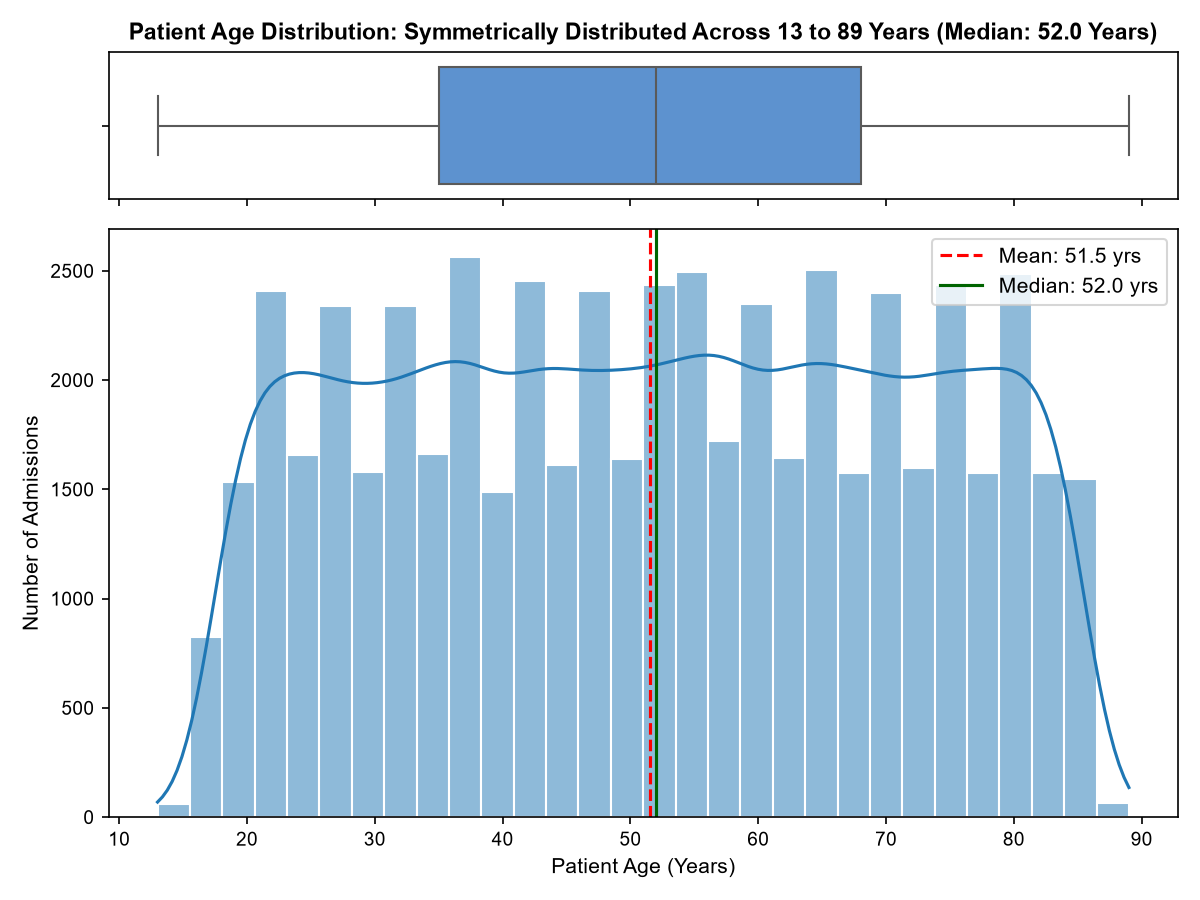 Patient Age Distribution: Symmetrically Distributed Across 13 to 89 Years (Median: 52.0 Years)
Mean: 51.5 yrs
Median: 52.0 yrs
2500
2000
1500
1000
500
0
Number of Admissions
10 20 30 40 50 60 70 80 90
Patient Age (Years)